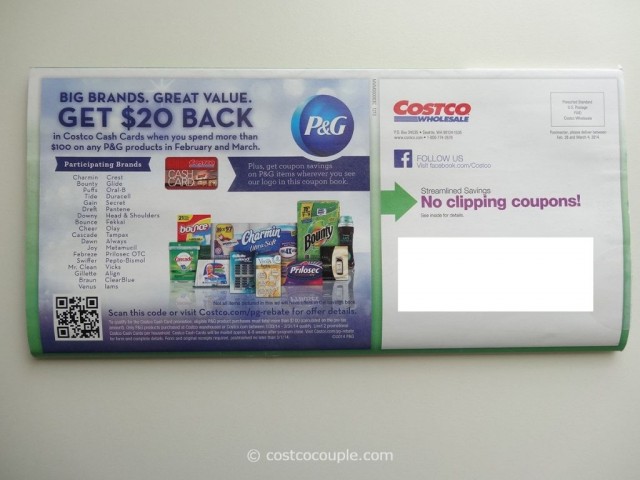 BIG BRANDS. GREAT VALUE.
GET $20 BACK
in Costco Cash Cards when you spend more than
$100 on any P&G products in February and March.
P&G
Participating Brands
Charmin Crest
Bounty Glide
Puffs Oral-B
Tide Duracell
Gain Secret
Dreft Pantene
Downy Head & Shoulders
Bounce Fekkai
Cheer Olay
Cascade Tampax
Dawn Always
Joy Metamucil
Febreze Prilosec OTC
Swiffer Pepto-Bismol
Mr. Clean Vicks
Gillette Align
Braun ClearBlue
Venus Iams
COSTCO
CASH
CARD
Plus, get coupon savings
on P&G items wherever you see
our logo in this coupon book.
bounce
Charmin
Ultra Soft
Bounty
Gillette
Prilosec
Scan this code or visit Costco.com/pg-rebate for offer details.
COSTCO
WHOLESALE
FOLLOW US
Visit facebook.com/Costco
Streamlined Savings
No clipping coupons!
See inside for details.
© costcocouple.com